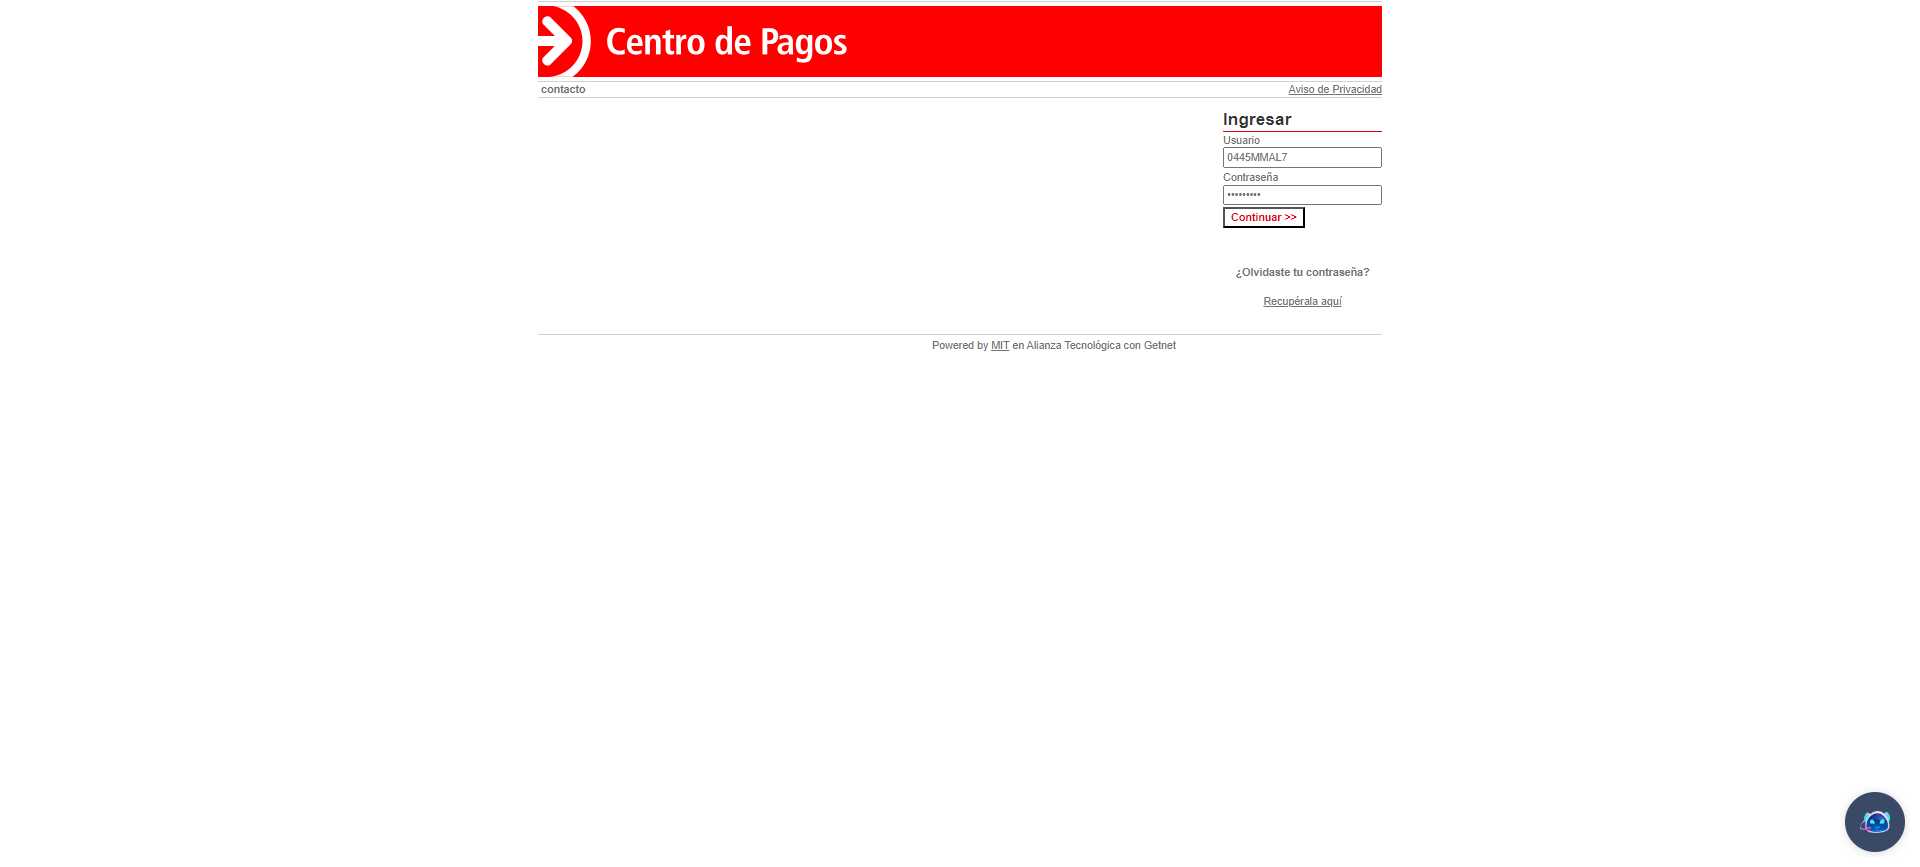 Centro de Pagos
contacto
Aviso de Privacidad
Ingresar
Usuario
0445MMAL7
Contraseña
•••••••••
Continuar >>
¿Olvidaste tu contraseña?
Recupérala aquí
Powered by MIT en Alianza Tecnológica con Getnet